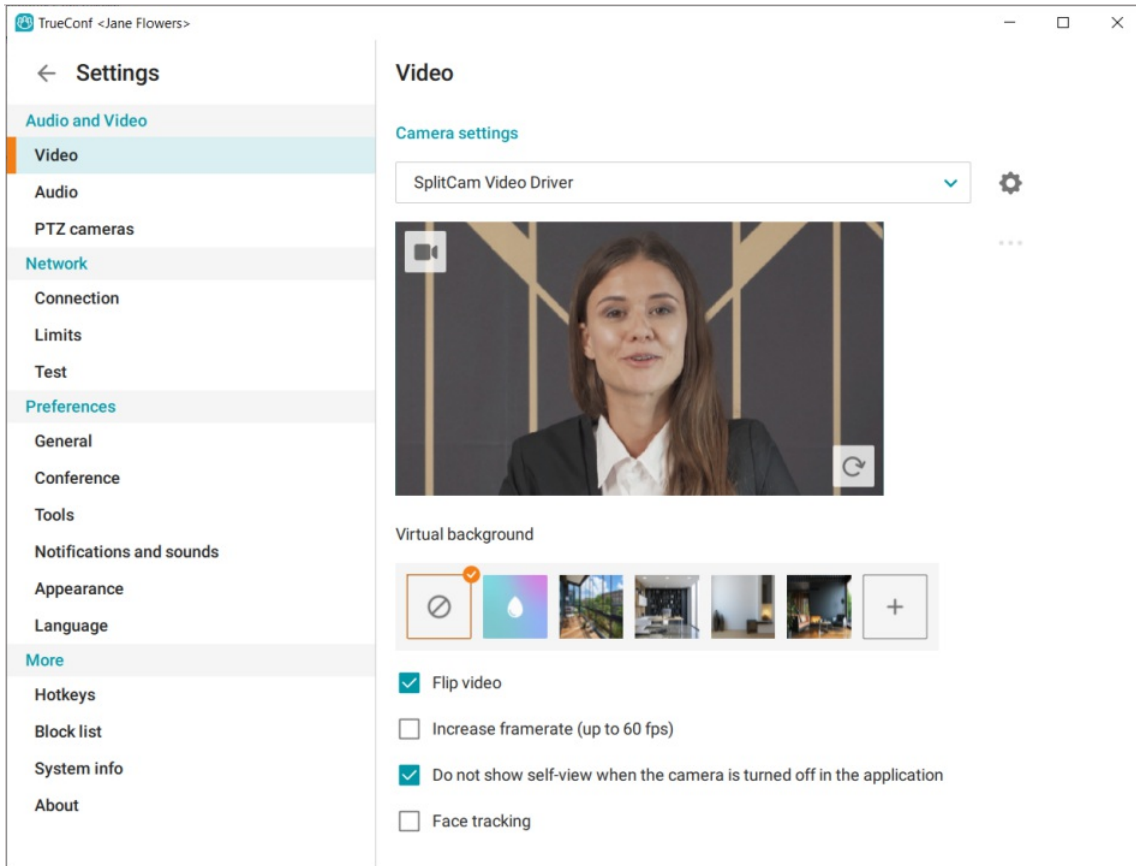 TrueConf <Jane Flowers>
Settings
Audio and Video
Video
Audio
PTZ cameras
Network
Connection
Limits
Test
Preferences
General
Conference
Tools
Notifications and sounds
Appearance
Language
More
Hotkeys
Block list
System info
About
Video
Camera settings
SplitCam Video Driver
Virtual background
Flip video
Increase framerate (up to 60 fps)
Do not show self-view when the camera is turned off in the application
Face tracking